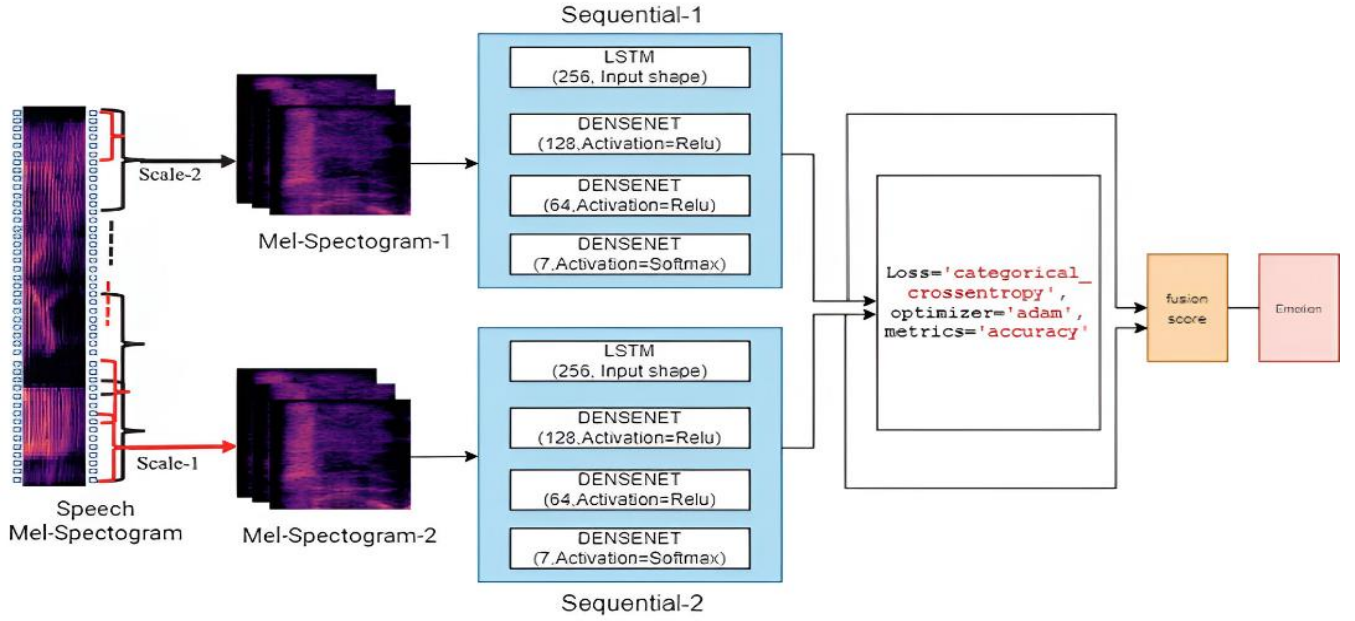 Sequential-1
LSTM
(256, Input shape)
DENSENET
(128,Activation=Relu)
DENSENET
(64,Activation=Relu)
DENSENET
(7,Activation=Softmax)
Scale-2
Mel-Spectogram-1
Loss='categorical_
crossentropy',
optimizer='adam',
metrics='accuracy'
fusion
score
Emotion
LSTM
(256, Input shape)
DENSENET
(128,Activation=Relu)
DENSENET
(64,Activation=Relu)
DENSENET
(7,Activation=Softmax)
Scale-1
Speech
Mel-Spectogram
Mel-Spectogram-2
Sequential-2